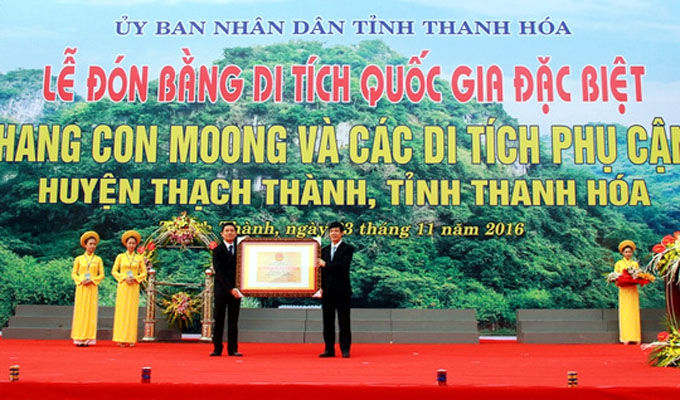 ỦY BAN NHÂN DÂN TỈNH THANH HÓA
LỄ ĐÓN BẰNG DI TÍCH QUỐC GIA ĐẶC BIỆT
HANG CON MOONG VÀ CÁC DI TÍCH PHỤ CẬN
HUYỆN THẠCH THÀNH, TỈNH THANH HÓA
Thành, ngày 3 tháng 11 năm 2016